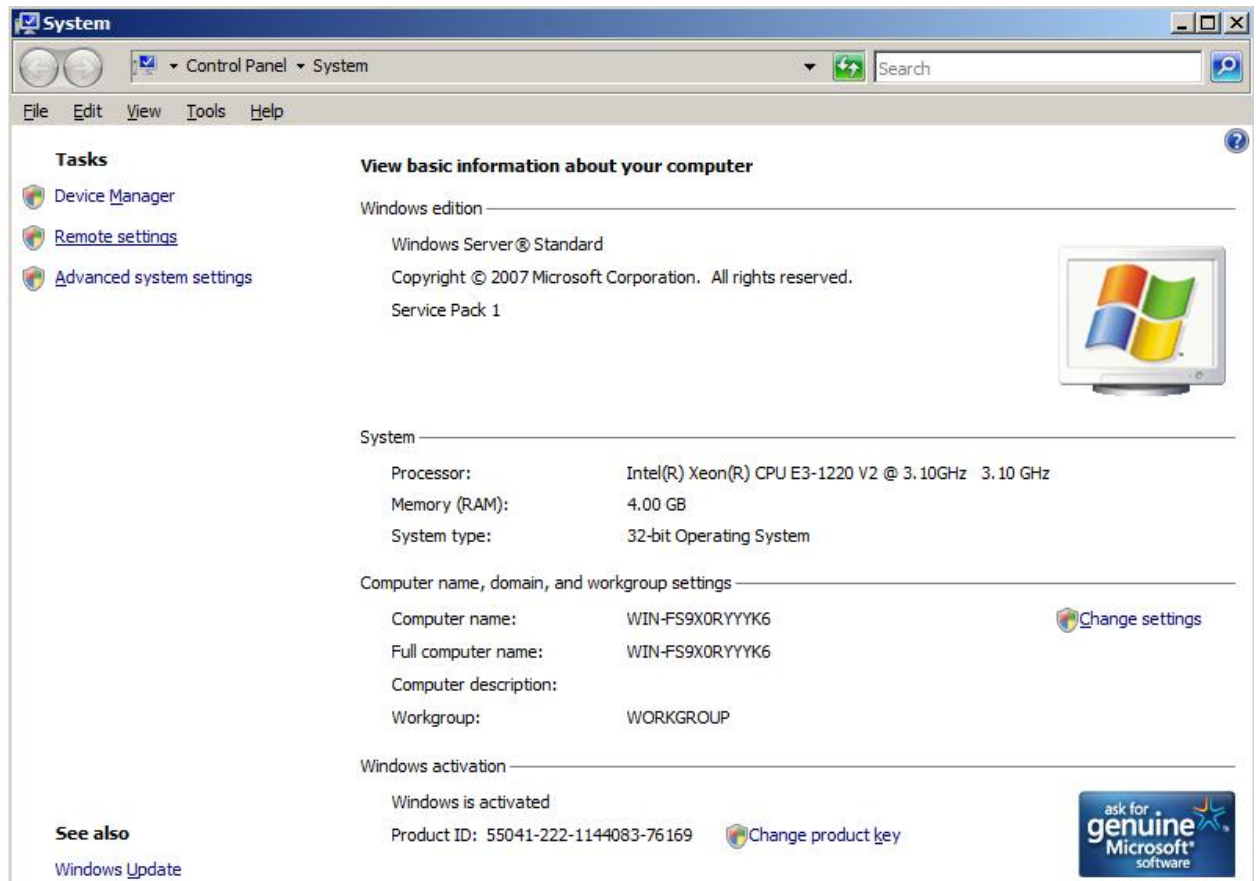 System
Control Panel System
Search
File Edit View Tools Help
Tasks
Device Manager
Remote settings
Advanced system settings
See also
Windows Update
View basic information about your computer
Windows edition
Windows Server® Standard
Copyright © 2007 Microsoft Corporation. All rights reserved.
Service Pack 1
System
Processor: Intel(R) Xeon(R) CPU E3-1220 V2 @ 3.10GHz 3.10 GHz
Memory (RAM): 4.00 GB
System type: 32-bit Operating System
Computer name, domain, and workgroup settings
Computer name: WIN-FS9X0RYYYK6
Change settings
Full computer name: WIN-FS9X0RYYYK6
Computer description:
Workgroup: WORKGROUP
Windows activation
Windows is activated
Product ID: 55041-222-1144083-76169 Change product key
ask for
genuine
Microsoft®
software